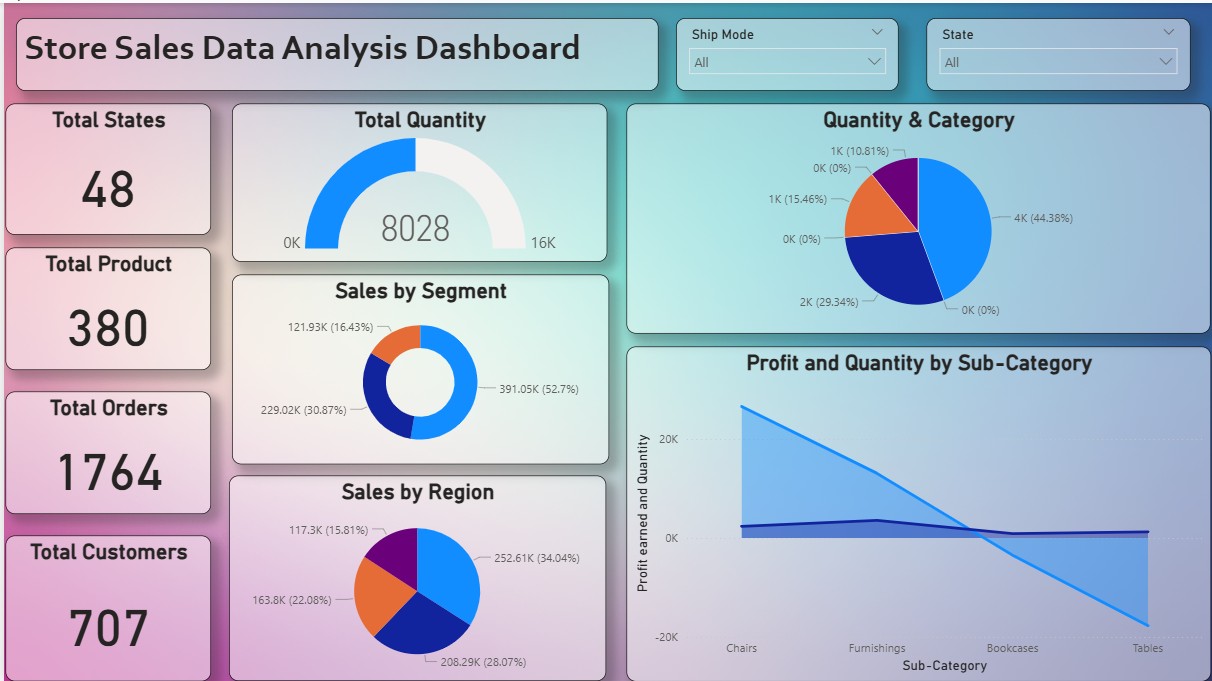 Store Sales Data Analysis Dashboard
Ship Mode
All
State
All
Total States
48
Total Product
380
Total Orders
1764
Total Customers
707
Total Quantity
0K
8028
16K
Sales by Segment
121.93K (16.43%)
391.05K (52.7%)
229.02K (30.87%)
Sales by Region
117.3K (15.81%)
252.61K (34.04%)
163.8K (22.08%)
208.29K (28.07%)
Quantity & Category
1K (10.81%)
0K (0%)
1K (15.46%)
4K (44.38%)
0K (0%)
2K (29.34%)
0K (0%)
Profit and Quantity by Sub-Category
Profit earned and Quantity
20K
0K
-20K
Chairs
Furnishings
Bookcases
Tables
Sub-Category